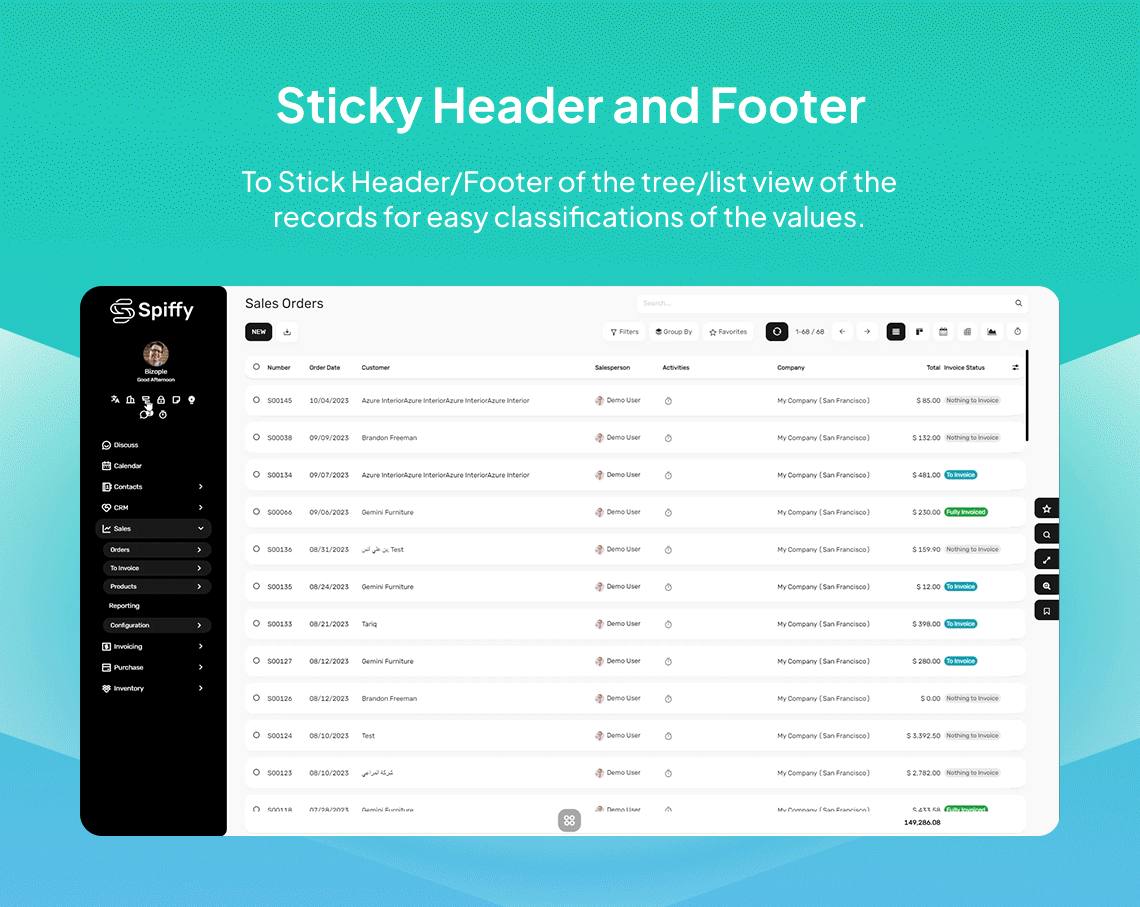 Sticky Header and Footer
To Stick Header/Footer of the tree/list view of the
records for easy classifications of the values.
Spiffy
Bizople
Good Afternoon
Discuss
Calendar
Contacts
CRM
Sales
Orders
To Invoice
Products
Reporting
Configuration
Invoicing
Purchase
Inventory
Sales Orders
Search...
NEW
Filters Group By Favorites 1-68 / 68
Number Order Date Customer Salesperson Activities Company Total Invoice Status
S00145 10/04/2023 Azure InteriorAzure InteriorAzure InteriorAzure Interior Demo User My Company (San Francisco) $ 85.00 Nothing to Invoice
S00038 09/09/2023 Brandon Freeman Demo User My Company (San Francisco) $ 132.00 Nothing to Invoice
S00134 09/07/2023 Azure InteriorAzure InteriorAzure InteriorAzure Interior Demo User My Company (San Francisco) $ 481.00 To Invoice
S00066 09/06/2023 Gemini Furniture Demo User My Company (San Francisco) $ 230.00 Fully Invoiced
S00136 08/31/2023 بن علي أنس, Test Demo User My Company (San Francisco) $ 159.90 Nothing to Invoice
S00135 08/24/2023 Gemini Furniture Demo User My Company (San Francisco) $ 12.00 To Invoice
S00133 08/21/2023 Tariq Demo User My Company (San Francisco) $ 398.00 To Invoice
S00127 08/12/2023 Gemini Furniture Demo User My Company (San Francisco) $ 280.00 To Invoice
S00126 08/12/2023 Brandon Freeman Demo User My Company (San Francisco) $ 0.00 Nothing to Invoice
S00124 08/10/2023 Test Demo User My Company (San Francisco) $ 3,392.50 Nothing to Invoice
S00123 08/10/2023 شركة المراعي Demo User My Company (San Francisco) $ 2,782.00 Nothing to Invoice
S00118 07/28/2023 Gemini Furniture Demo User My Company (San Francisco) $ 433.58 Fully Invoiced
149,286.08